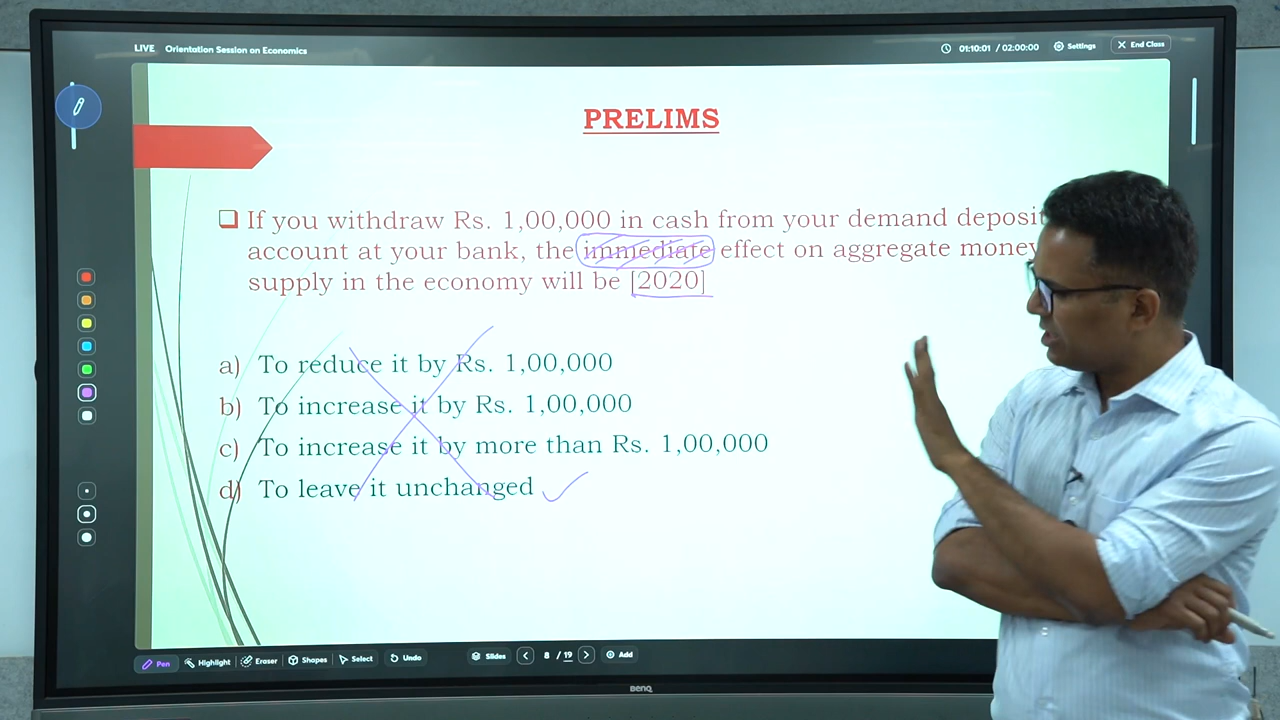 LIVE Orientation Session on Economics
01:10:01 / 02:00:00 Settings X End Class
PRELIMS
If you withdraw Rs. 1,00,000 in cash from your demand deposit
account at your bank, the immediate effect on aggregate money
supply in the economy will be [2020]
a) To reduce it by Rs. 1,00,000
b) To increase it by Rs. 1,00,000
c) To increase it by more than Rs. 1,00,000
d) To leave it unchanged
Pen Highlight Eraser Shapes Select Undo Slides 8 / 19 Add
BenQ